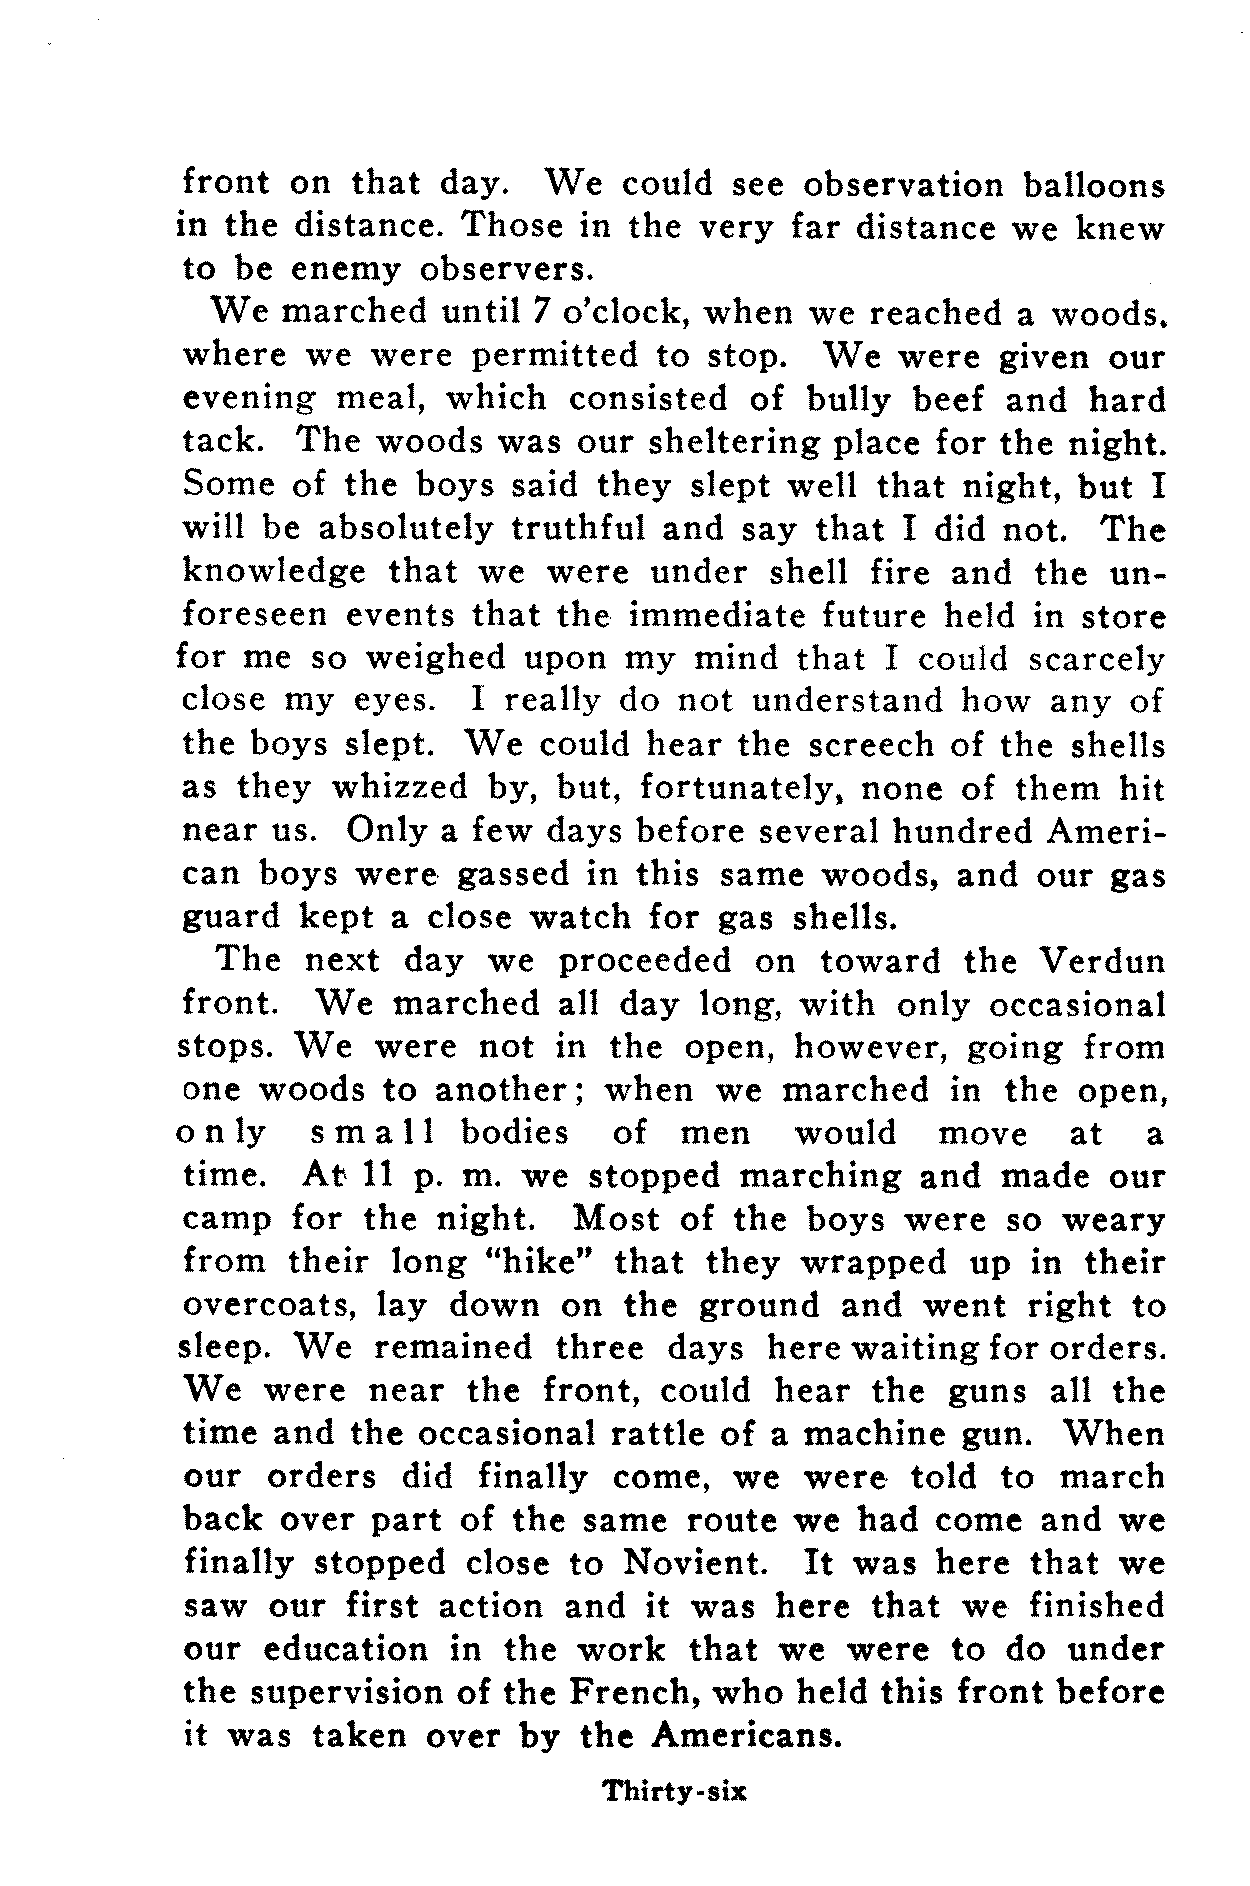 front on that day. We could see observation balloons
in the distance. Those in the very far distance we knew
to be enemy observers.
We marched until 7 o'clock, when we reached a woods,
where we were permitted to stop. We were given our
evening meal, which consisted of bully beef and hard
tack. The woods was our sheltering place for the night.
Some of the boys said they slept well that night, but I
will be absolutely truthful and say that I did not. The
knowledge that we were under shell fire and the un-
foreseen events that the immediate future held in store
for me so weighed upon my mind that I could scarcely
close my eyes. I really do not understand how any of
the boys slept. We could hear the screech of the shells
as they whizzed by, but, fortunately, none of them hit
near us. Only a few days before several hundred Ameri-
can boys were gassed in this same woods, and our gas
guard kept a close watch for gas shells.
The next day we proceeded on toward the Verdun
front. We marched all day long, with only occasional
stops. We were not in the open, however, going from
one woods to another; when we marched in the open,
only small bodies of men would move at a
time. At 11 p. m. we stopped marching and made our
camp for the night. Most of the boys were so weary
from their long "hike" that they wrapped up in their
overcoats, lay down on the ground and went right to
sleep. We remained three days here waiting for orders.
We were near the front, could hear the guns all the
time and the occasional rattle of a machine gun. When
our orders did finally come, we were told to march
back over part of the same route we had come and we
finally stopped close to Novient. It was here that we
saw our first action and it was here that we finished
our education in the work that we were to do under
the supervision of the French, who held this front before
it was taken over by the Americans.
Thirty-six